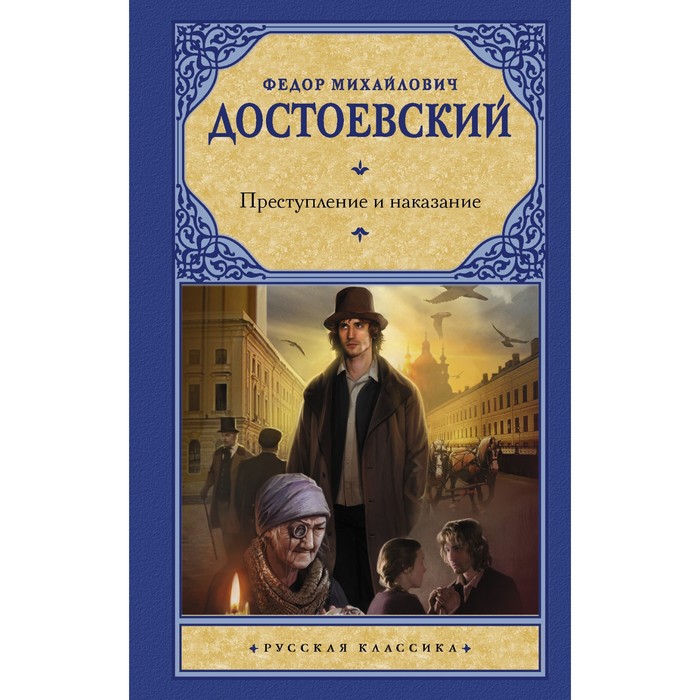 ФЕДОР МИХАЙЛОВИЧ
ДОСТОЕВСКИЙ
Преступление и наказание
РУССКАЯ КЛАССИКА